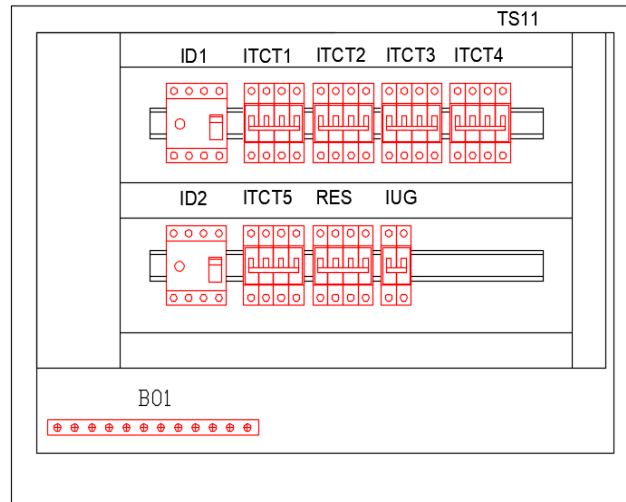 TS11
ID1 ITCT1 ITCT2 ITCT3 ITCT4
ID2 ITCT5 RES IUG
B01